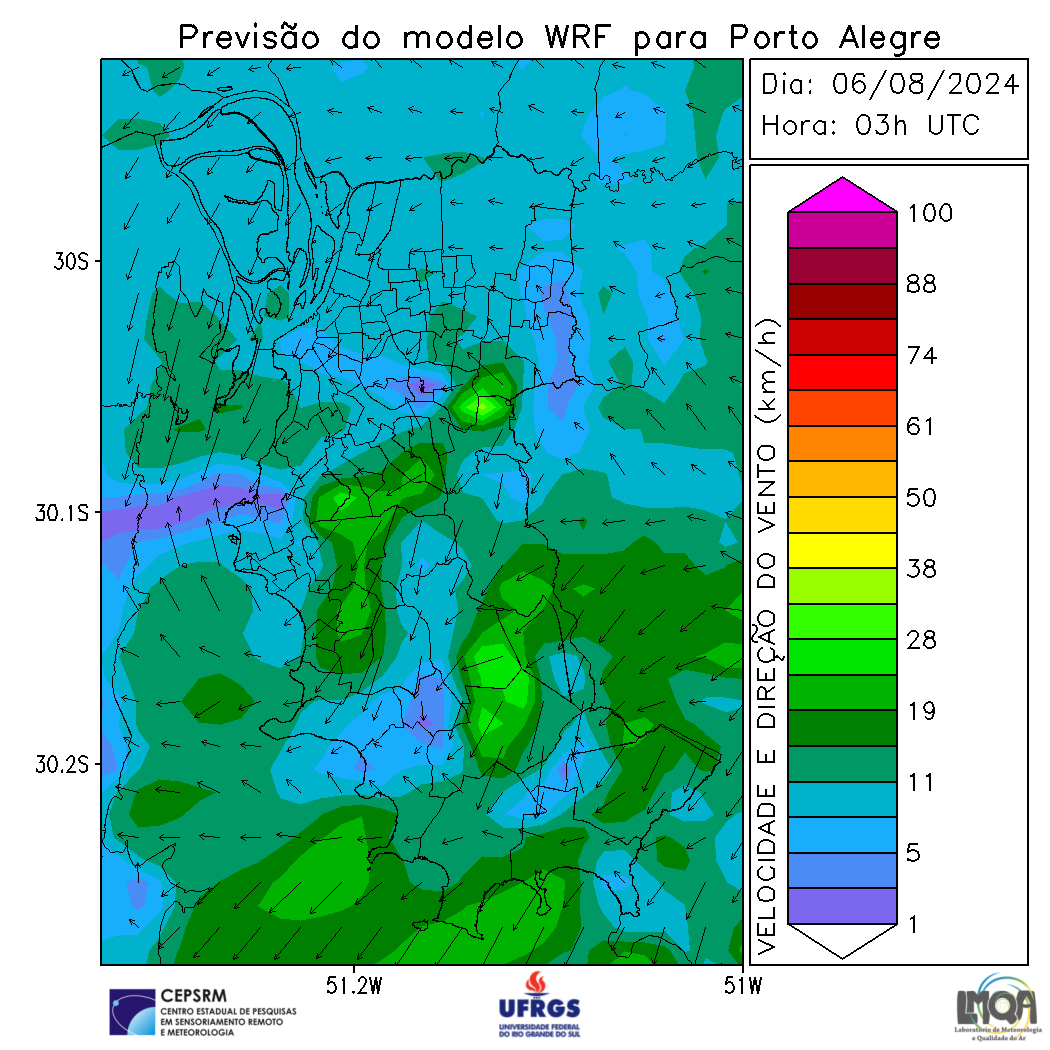 Previsão do modelo WRF para Porto Alegre
Dia: 06/08/2024
Hora: 03h UTC
30S
30.1S
30.2S
51.2W
51W
VELOCIDADE E DIREÇÃO DO VENTO (km/h)
100
88
74
61
50
38
28
19
11
5
1
CEPSRM
CENTRO ESTADUAL DE PESQUISAS
EM SENSORIAMENTO REMOTO
E METEOROLOGIA
UFRGS
UNIVERSIDADE FEDERAL
DO RIO GRANDE DO SUL
LMQA
Laboratório de Meteorologia
e Qualidade do Ar